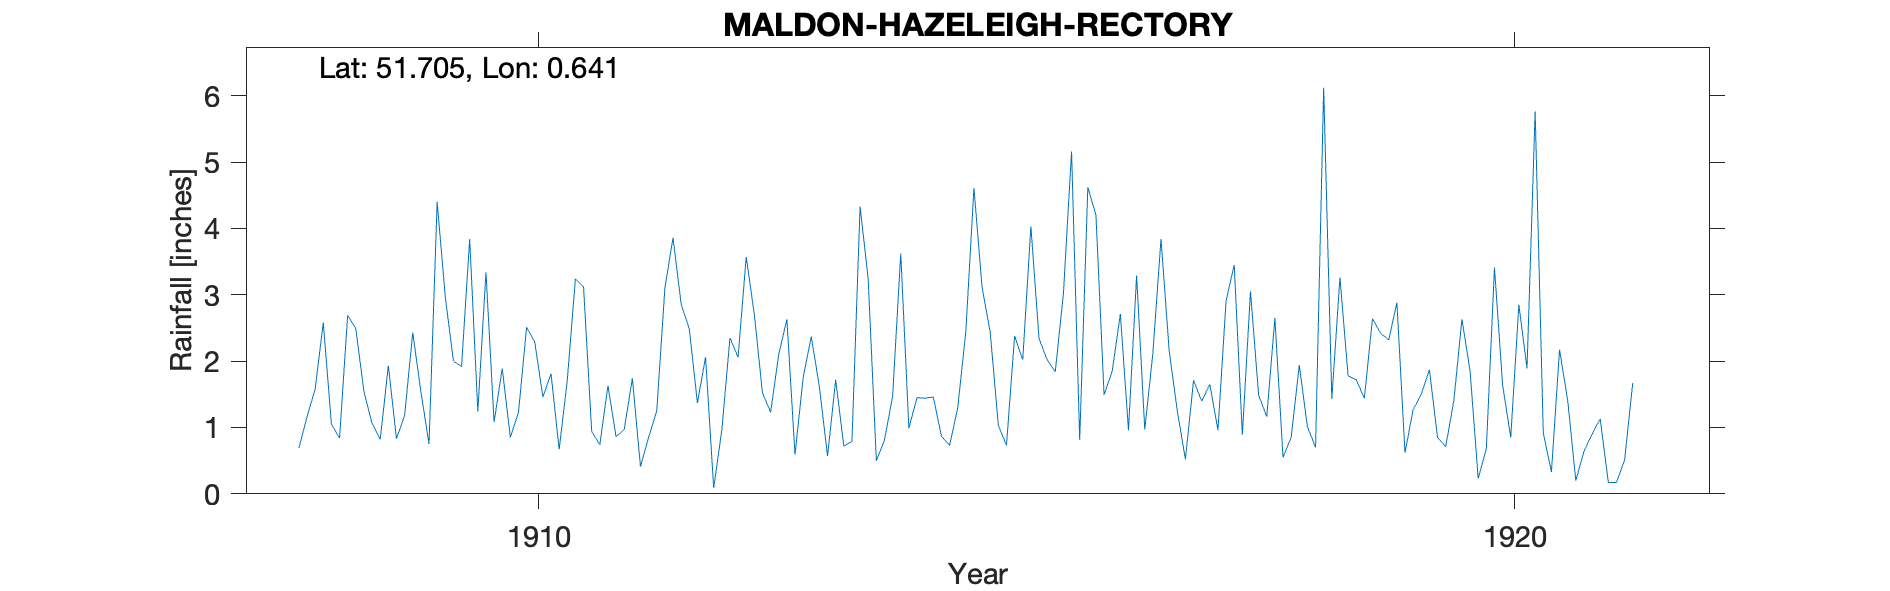 MALDON-HAZELEIGH-RECTORY
Lat: 51.705, Lon: 0.641
6
5
4
3
2
1
0
Rainfall [inches]
1910
1920
Year